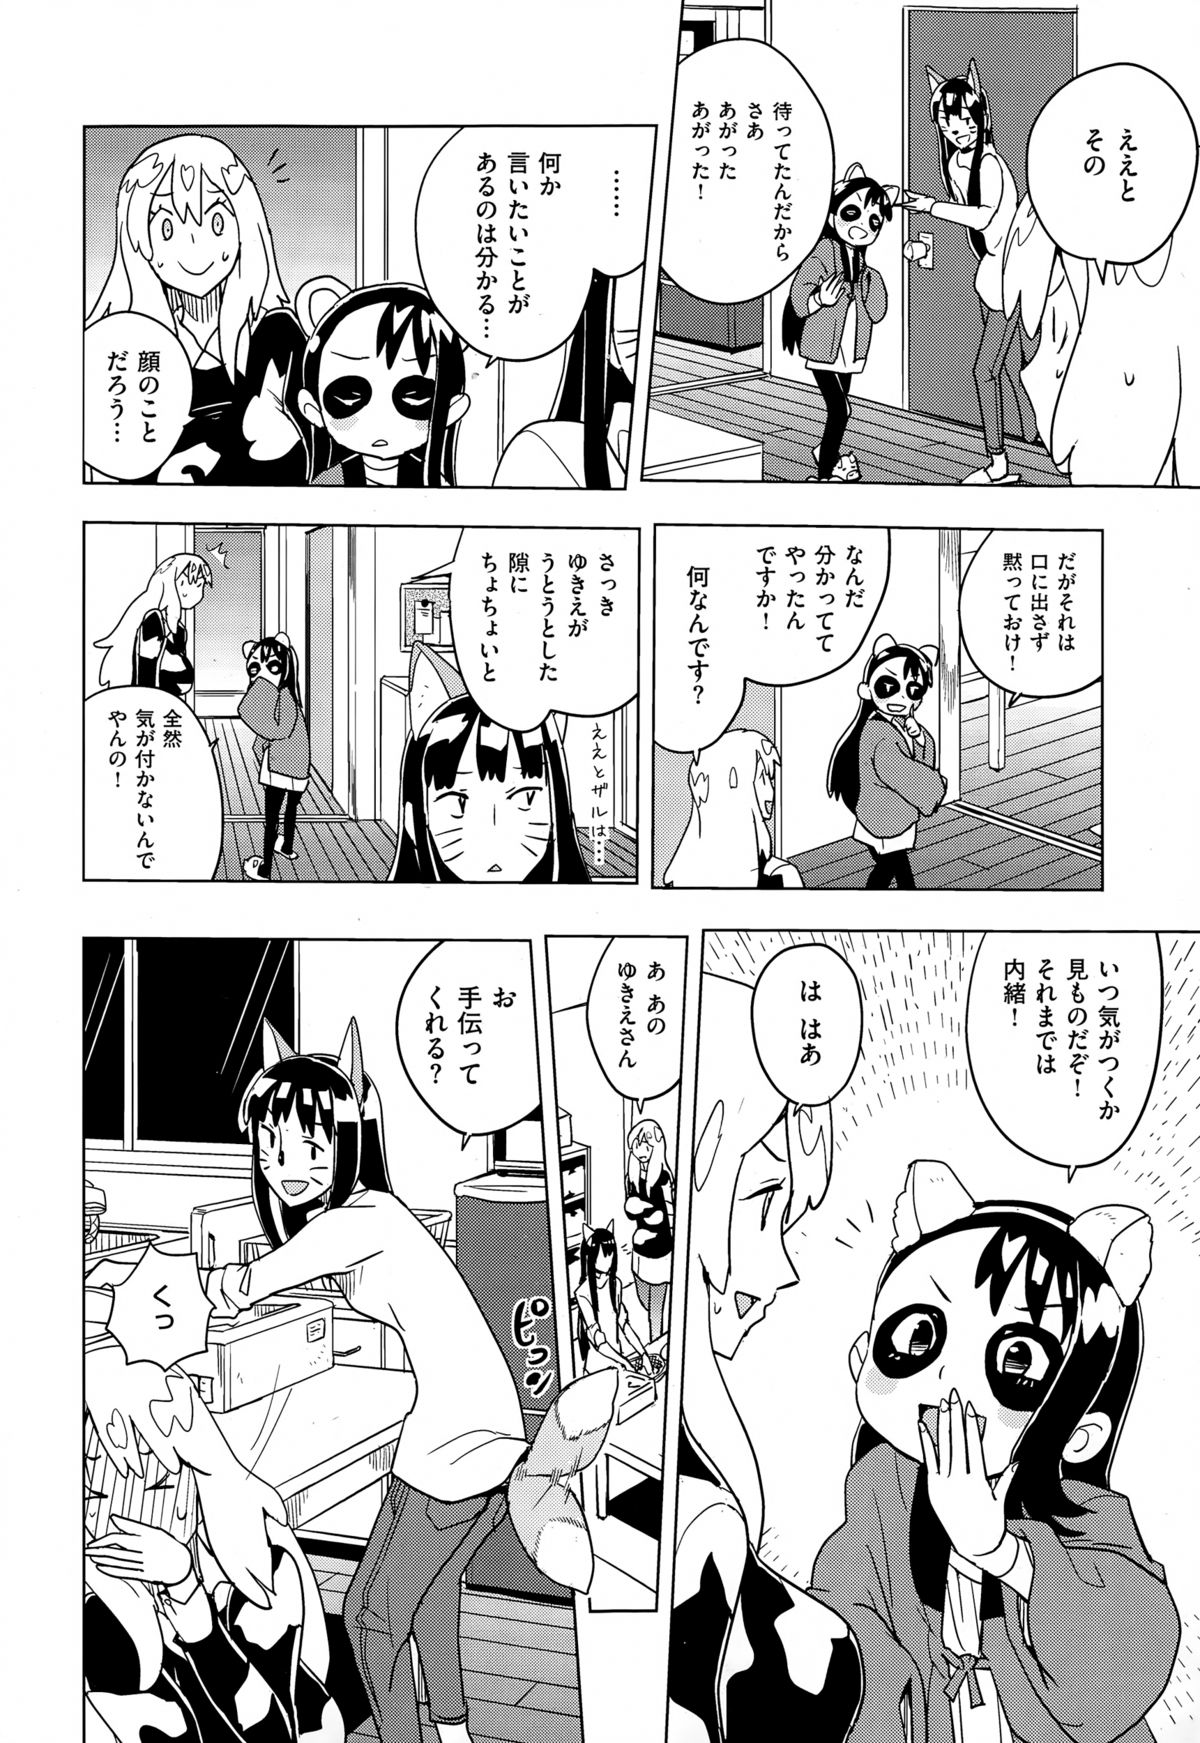 ええと
その
待ってたんだから
さあ
あがった
あがった!
……
何か
言いたいことが
あるのは分かる…
顔のこと
だろう…
だがそれは
口に出さず
黙っておけ!
なんだ
分かってて
やったん
ですか!
何なんです?
さっき
ゆきえが
うとうとした
隙に
ちょちょいと
ええとザルは…
全然
気が付かないんで
やんの!
いつ気がつくか
見ものだぞ!
それまでは
内緒!
は はあ
あ あの
ゆきえさん
お
手伝って
くれる?
ピコン
くっ